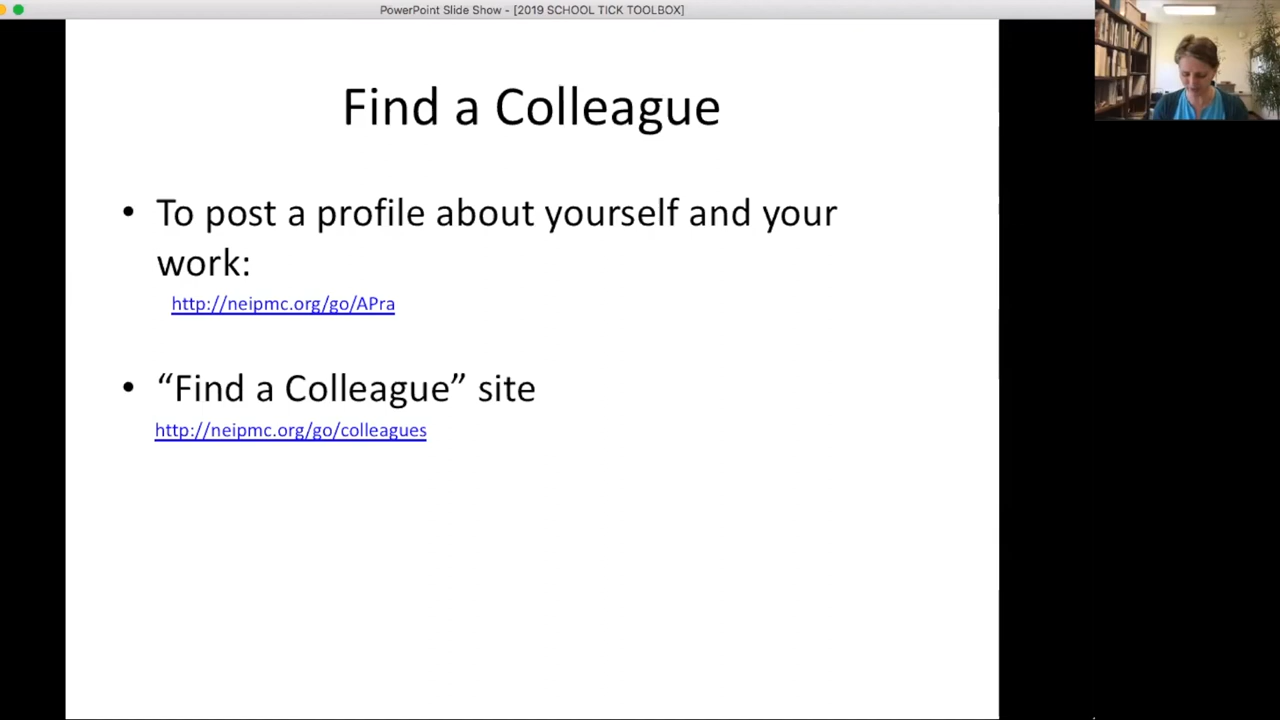 PowerPoint Slide Show - [2019 SCHOOL TICK TOOLBOX]
Find a Colleague
• To post a profile about yourself and your
work:
http://neipmc.org/go/APra
• “Find a Colleague” site
http://neipmc.org/go/colleagues